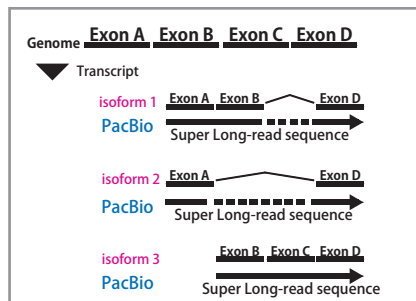 Genome Exon A Exon B Exon C Exon D
Transcript
isoform 1 Exon A Exon B Exon D
PacBio
Super Long-read sequence
isoform 2 Exon A Exon D
PacBio
Super Long-read sequence
isoform 3 Exon B Exon C Exon D
PacBio
Super Long-read sequence